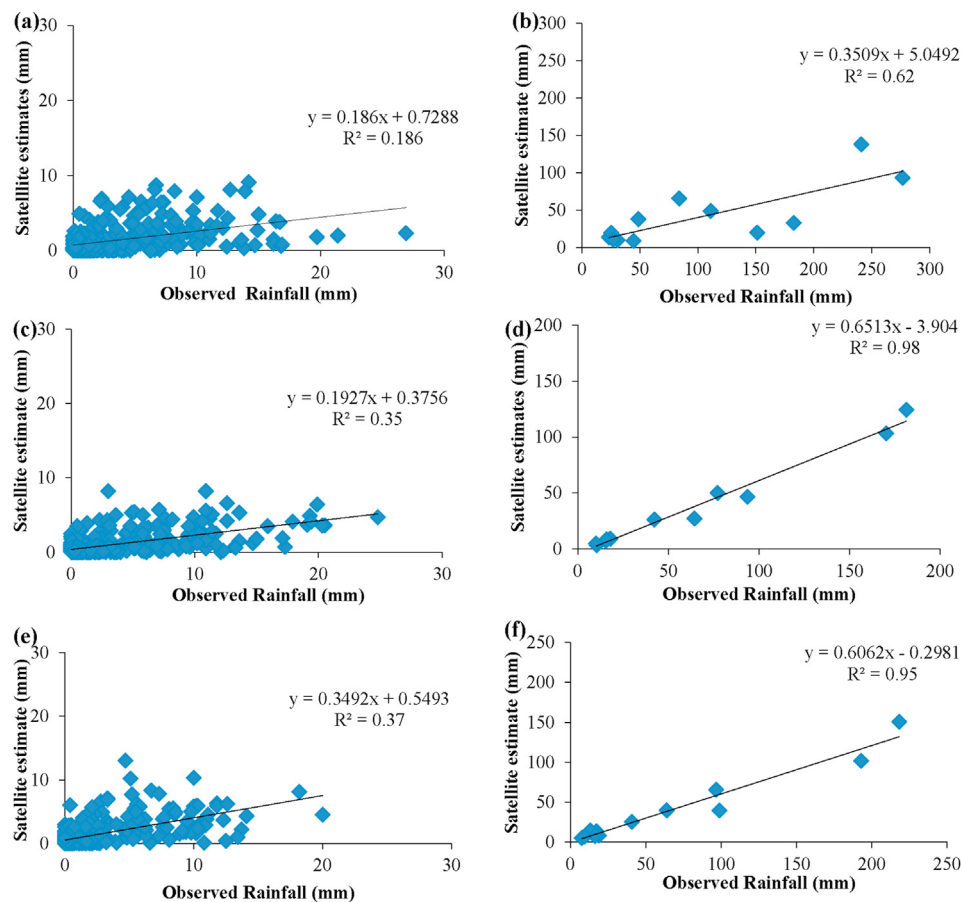 (a)
Satelllite estimates (mm)
30
20
10
0
0
10
20
30
Observed Rainfall (mm)
y = 0.186x + 0.7288
R² = 0.186
(b)
Satellite estimate (mm)
300
250
200
150
100
50
0
0
50
100
150
200
250
300
Observed Rainfall (mm)
y = 0.3509x + 5.0492
R² = 0.62
(c)
Satellite estimate (mm)
30
20
10
0
0
10
20
30
Observed Rainfall (mm)
y = 0.1927x + 0.3756
R² = 0.35
(d)
Satellite estimates (mm)
200
150
100
50
0
0
50
100
150
200
Observed Rainfall (mm)
y = 0.6513x - 3.904
R² = 0.98
(e)
Satellite estimates (mm)
30
20
10
0
0
10
20
30
Observed Rainfall (mm)
y = 0.3492x + 0.5493
R² = 0.37
(f)
Satellite estimate (mm)
250
200
150
100
50
0
0
50
100
150
200
250
Observed Rainfall (mm)
y = 0.6062x - 0.2981
R² = 0.95